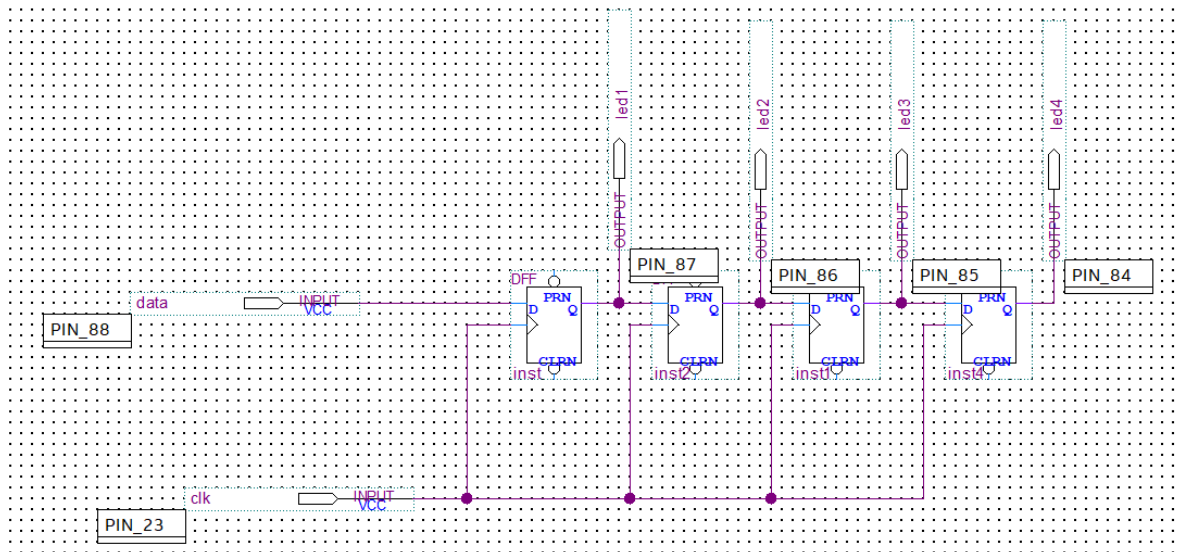 led1
led2
led3
led4
OUTPUT
OUTPUT
OUTPUT
OUTPUT
PIN_87
PIN_86
PIN_85
PIN_84
DFF
data
INPUT
VCC
PIN_88
PRN
D
Q
CLRN
inst
PRN
D
Q
CLRN
inst2
PRN
D
Q
CLRN
inst1
PRN
D
Q
CLRN
inst4
clk
INPUT
VCC
PIN_23